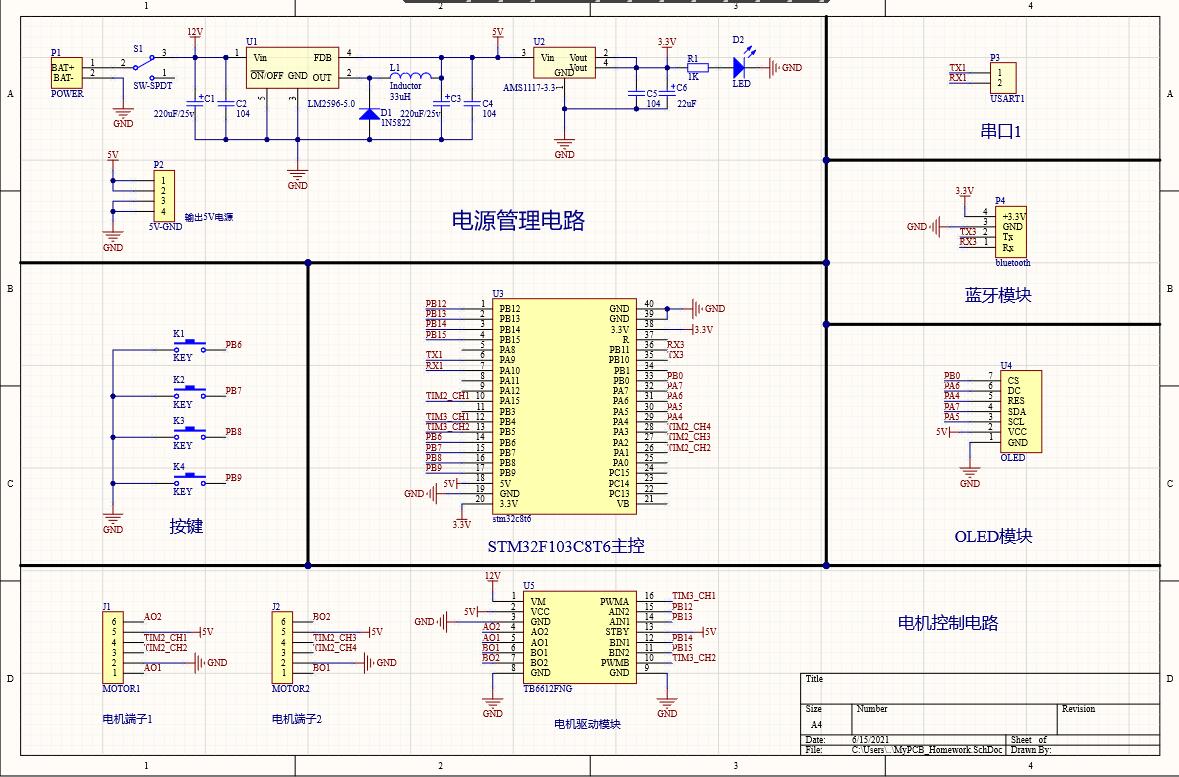 1 2 3 4
A
B
C
D
12V
5V
3.3V
P1
BAT+ 1
BAT- 2
POWER
S1
2 3
1
SW-SPDT
GND
U1
1 Vin FDB 4
ON/OFF GND OUT 2
5 3
LM2596-5.0
C1
220uF/25v
C2
104
L1
Inductor
33uH
D1
1N5822
C3
220uF/25v
C4
104
GND
U2
3 Vin Vout 2
Vout 4
GND
1
AMS1117-3.3
C5
104
C6
22uF
GND
R1
1K
D2
LED
GND
5V
P2
1
2
3
4
5V-GND
输出5V电源
GND
电源管理电路
P3
TX1 1
RX1 2
USART1
串口1
3.3V
P4
4 +3.3V
GND 3 GND
TX3 2 Tx
RX3 1 Rx
bluetooth
蓝牙模块
K1
KEY
PB6
K2
KEY
PB7
K3
KEY
PB8
K4
KEY
PB9
GND
按键
U3
PB12 1 PB12 GND 40 GND
PB13 2 PB13 GND 39
PB14 3 PB14 3.3V 38 3.3V
PB15 4 PB15 R 37
5 PA8 PB11 36 RX3
TX1 6 PA9 PB10 35 TX3
RX1 7 PA10 PB1 34
8 PA11 PB0 33 PB0
9 PA12 PA7 32 PA7
TIM2_CH1 10 PA15 PA6 31 PA6
11 PB3 PA5 30 PA5
TIM3_CH1 12 PB4 PA4 29 PA4
TIM3_CH2 13 PB5 PA3 28 TIM2_CH4
PB6 14 PB6 PA2 27 TIM2_CH3
PB7 15 PB7 PA1 26 TIM2_CH2
PB8 16 PB8 PA0 25
PB9 17 PB9 PC15 24
5V 18 5V PC14 23
GND 19 GND PC13 22
20 3.3V VB 21
3.3V
stm32c8t6
STM32F103C8T6主控
U4
PB0 7 CS
PA6 6 DC
PA4 5 RES
PA7 4 SDA
PA5 3 SCL
5V 2 VCC
1 GND
OLED
GND
OLED模块
J1
6 AO2
5 5V
4 TIM2_CH1
3 TIM2_CH2
2 GND
1 AO1
MOTOR1
电机端子1
J2
6 BO2
5 5V
4 TIM2_CH3
3 TIM2_CH4
2 GND
1 BO1
MOTOR2
电机端子2
12V
U5
1 VM PWMA 16 TIM3_CH1
5V 2 VCC AIN2 15 PB12
GND 3 GND AIN1 14 PB13
AO2 4 AO2 STBY 13 5V
AO1 5 AO1 BIN1 12 PB14
BO1 6 BO1 BIN2 11 PB15
BO2 7 BO2 PWMB 10 TIM3_CH2
8 GND GND 9
TB6612FNG
GND GND
电机驱动模块
电机控制电路
Title
Size Number Revision
A4
Date: 6/15/2021 Sheet of
File: C:\Users\..\MyPCB_Homework.SchDoc Drawn By:
1 2 3 4
A
B
C
D